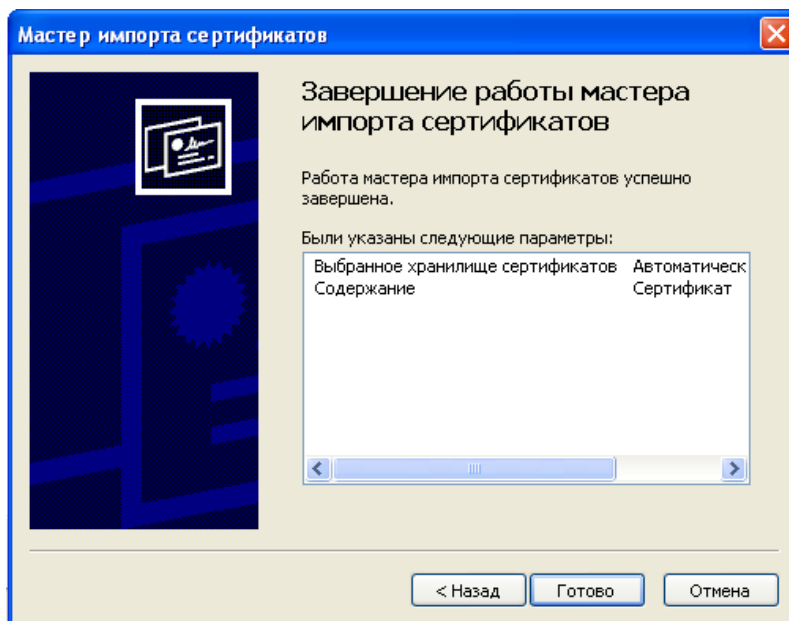 Мастер импорта сертификатов
Завершение работы мастера
импорта сертификатов
Работа мастера импорта сертификатов успешно
завершена.
Были указаны следующие параметры:
Выбранное хранилище сертификатов Автоматическ
Содержание Сертификат
< Назад Готово Отмена